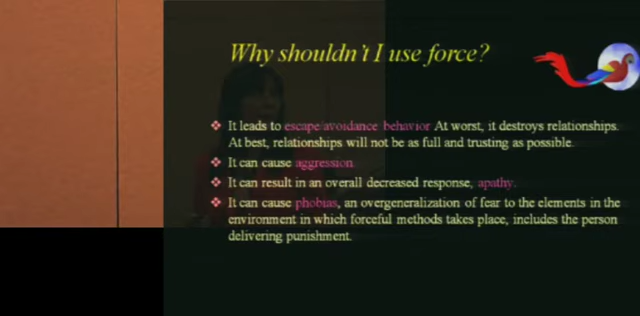 Why shouldn't I use force?
It leads to escape/avoidance behavior At worst, it destroys relationships.
At best, relationships will not be as full and trusting as possible.
It can cause aggression.
It can result in an overall decreased response, apathy.
It can cause phobias, an overgeneralization of fear to the elements in the
environment in which forceful methods takes place, includes the person
delivering punishment.